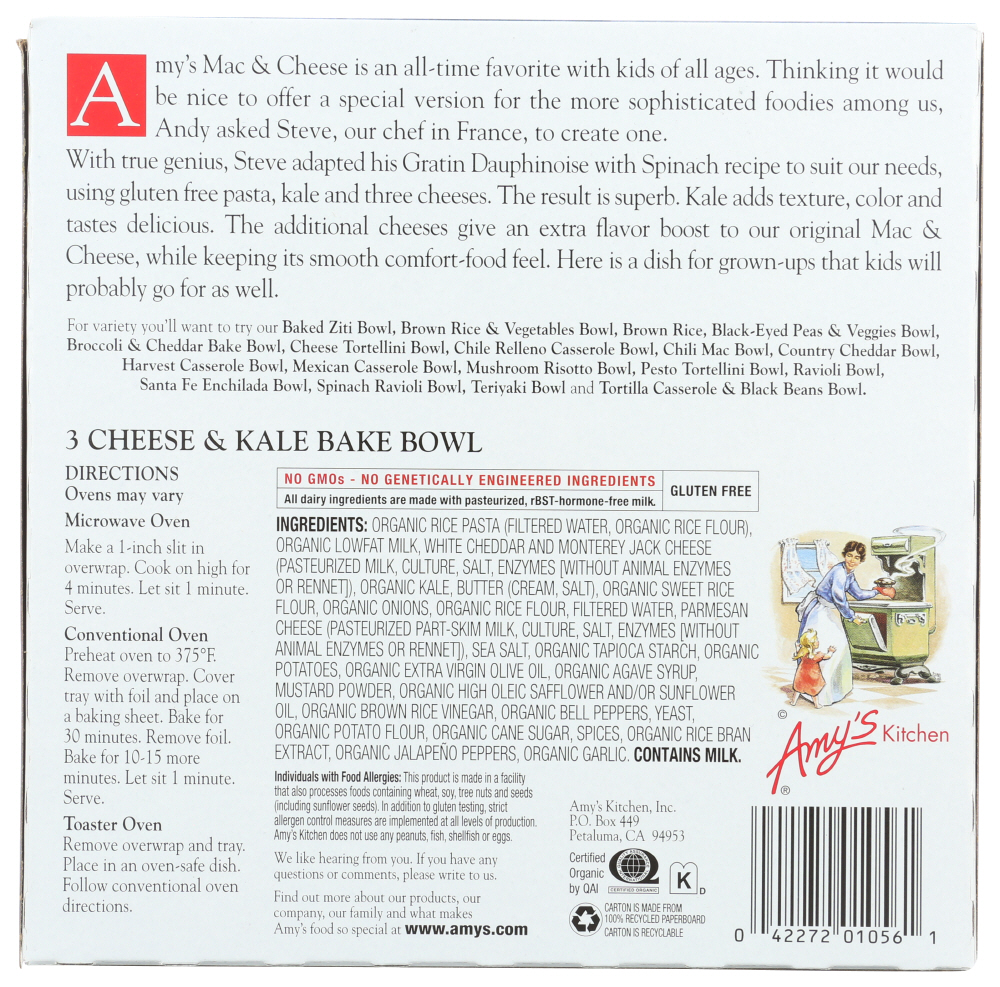 Amy's Mac & Cheese is an all-time favorite with kids of all ages. Thinking it would
be nice to offer a special version for the more sophisticated foodies among us,
Andy asked Steve, our chef in France, to create one.
With true genius, Steve adapted his Gratin Dauphinoise with Spinach recipe to suit our needs,
using gluten free pasta, kale and three cheeses. The result is superb. Kale adds texture, color and
tastes delicious. The additional cheeses give an extra flavor boost to our original Mac &
Cheese, while keeping its smooth comfort-food feel. Here is a dish for grown-ups that kids will
probably go for as well.
For variety you'll want to try our Baked Ziti Bowl, Brown Rice & Vegetables Bowl, Brown Rice, Black-Eyed Peas & Veggies Bowl,
Broccoli & Cheddar Bake Bowl, Cheese Tortellini Bowl, Chile Relleno Casserole Bowl, Chili Mac Bowl, Country Cheddar Bowl,
Harvest Casserole Bowl, Mexican Casserole Bowl, Mushroom Risotto Bowl, Pesto Tortellini Bowl, Ravioli Bowl,
Santa Fe Enchilada Bowl, Spinach Ravioli Bowl, Teriyaki Bowl and Tortilla Casserole & Black Beans Bowl.
3 CHEESE & KALE BAKE BOWL
DIRECTIONS
Ovens may vary
Microwave Oven
Make a 1-inch slit in
overwrap. Cook on high for
4 minutes. Let sit 1 minute.
Serve.
Conventional Oven
Preheat oven to 375°F.
Remove overwrap. Cover
tray with foil and place on
a baking sheet. Bake for
30 minutes. Remove foil.
Bake for 10-15 more
minutes. Let sit 1 minute.
Serve.
Toaster Oven
Remove overwrap and tray.
Place in an oven-safe dish.
Follow conventional oven
directions.
NO GMOs - NO GENETICALLY ENGINEERED INGREDIENTS
All dairy ingredients are made with pasteurized, rBST-hormone-free milk.
GLUTEN FREE
INGREDIENTS: ORGANIC RICE PASTA (FILTERED WATER, ORGANIC RICE FLOUR),
ORGANIC LOWFAT MILK, WHITE CHEDDAR AND MONTEREY JACK CHEESE
(PASTEURIZED MILK, CULTURE, SALT, ENZYMES [WITHOUT ANIMAL ENZYMES
OR RENNET]), ORGANIC KALE, BUTTER (CREAM, SALT), ORGANIC SWEET RICE
FLOUR, ORGANIC ONIONS, ORGANIC RICE FLOUR, FILTERED WATER, PARMESAN
CHEESE (PASTEURIZED PART-SKIM MILK, CULTURE, SALT, ENZYMES [WITHOUT
ANIMAL ENZYMES OR RENNET]), SEA SALT, ORGANIC TAPIOCA STARCH, ORGANIC
POTATOES, ORGANIC EXTRA VIRGIN OLIVE OIL, ORGANIC AGAVE SYRUP,
MUSTARD POWDER, ORGANIC HIGH OLEIC SAFFLOWER AND/OR SUNFLOWER
OIL, ORGANIC BROWN RICE VINEGAR, ORGANIC BELL PEPPERS, YEAST,
ORGANIC POTATO FLOUR, ORGANIC CANE SUGAR, SPICES, ORGANIC RICE BRAN
EXTRACT, ORGANIC JALAPEÑO PEPPERS, ORGANIC GARLIC. CONTAINS MILK.
Individuals with Food Allergies: This product is made in a facility
that also processes foods containing wheat, soy, tree nuts and seeds
(including sunflower seeds). In addition to gluten testing, strict
allergen control measures are implemented at all levels of production.
Amy's Kitchen does not use any peanuts, fish, shellfish or eggs.
We like hearing from you. If you have any
questions or comments, please write to us.
Find out more about our products, our
company, our family and what makes
Amy's food so special at www.amys.com
Amy's Kitchen, Inc.
P.O. Box 449
Petaluma, CA 94953
Certified
Organic
by QAI
CERTIFIED ORGANIC
K D
CARTON IS MADE FROM
100% RECYCLED PAPERBOARD
CARTON IS RECYCLABLE
©
Amy's Kitchen
®
0 42272 01056 1